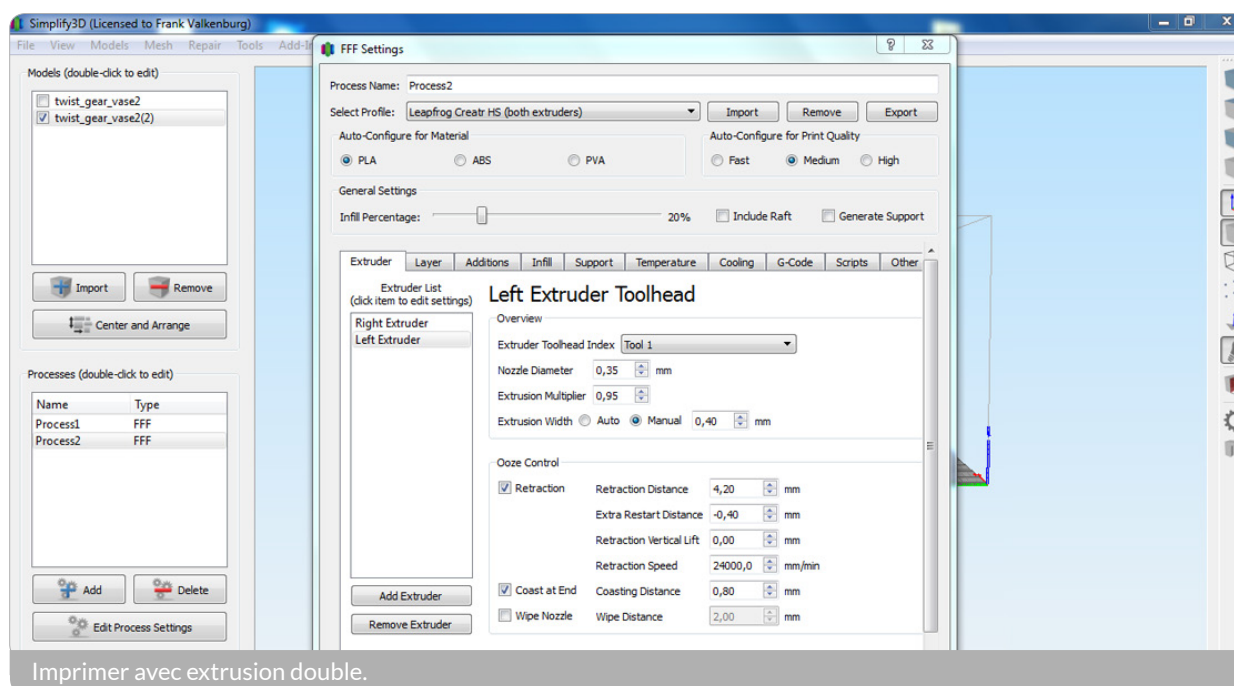 Simplify3D (Licensed to Frank Valkenburg)
File View Models Mesh Repair Tools
Models (double-click to edit)
twist_gear_vase2
twist_gear_vase2(2)
Import Remove
Center and Arrange
Processes (double-click to edit)
Name Type
Process1 FFF
Process2 FFF
Add Delete
Edit Process Settings
FFF Settings
Process Name: Process2
Select Profile: Leapfrog Creatr HS (both extruders) Import Remove Export
Auto-Configure for Material
PLA ABS PVA
Auto-Configure for Print Quality
Fast Medium High
General Settings
Infill Percentage: 20% Include Raft Generate Support
Extruder Layer Additions Infill Support Temperature Cooling G-Code Scripts Other
Extruder List
(click item to edit settings)
Right Extruder
Left Extruder
Add Extruder
Remove Extruder
Left Extruder Toolhead
Overview
Extruder Toolhead Index Tool 1
Nozzle Diameter 0,35 mm
Extrusion Multiplier 0,95
Extrusion Width Auto Manual 0,40 mm
Ooze Control
Retraction Retraction Distance 4,20 mm
Extra Restart Distance -0,40 mm
Retraction Vertical Lift 0,00 mm
Retraction Speed 24000,0 mm/min
Coast at End Coasting Distance 0,80 mm
Wipe Nozzle Wipe Distance 2,00 mm
Imprimer avec extrusion double.